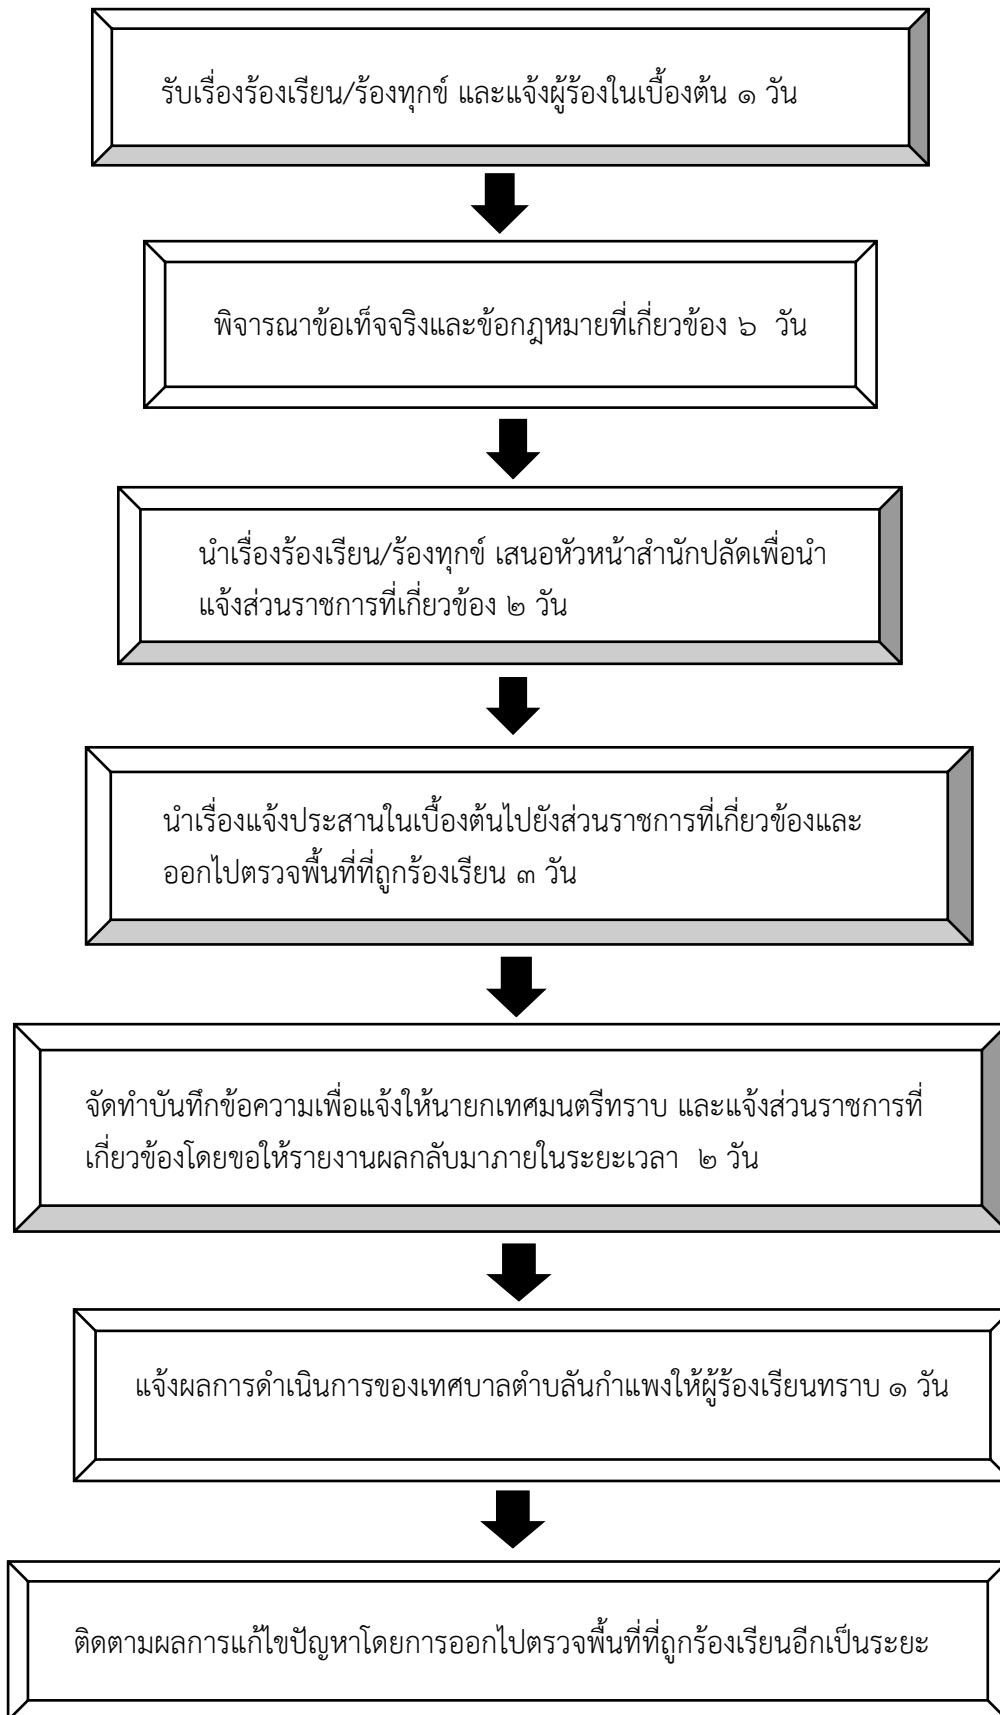 รับเรื่องร้องเรียน/ร้องทุกข์ และแจ้งผู้ร้องในเบื้องต้น ๑ วัน
พิจารณาข้อเท็จจริงและข้อกฎหมายที่เกี่ยวข้อง ๖ วัน
นำเรื่องร้องเรียน/ร้องทุกข์ เสนอหัวหน้าสำนักปลัดเพื่อนำ
แจ้งส่วนราชการที่เกี่ยวข้อง ๒ วัน
นำเรื่องแจ้งประสานในเบื้องต้นไปยังส่วนราชการที่เกี่ยวข้องและ
ออกไปตรวจพื้นที่ที่ถูกร้องเรียน ๓ วัน
จัดทำบันทึกข้อความเพื่อแจ้งให้นายกเทศมนตรีทราบ และแจ้งส่วนราชการที่
เกี่ยวข้องโดยขอให้รายงานผลกลับมาภายในระยะเวลา ๒ วัน
แจ้งผลการดำเนินการของเทศบาลตำบลันกำแพงให้ผู้ร้องเรียนทราบ ๑ วัน
ติดตามผลการแก้ไขปัญหาโดยการออกไปตรวจพื้นที่ที่ถูกร้องเรียนอีกเป็นระยะ